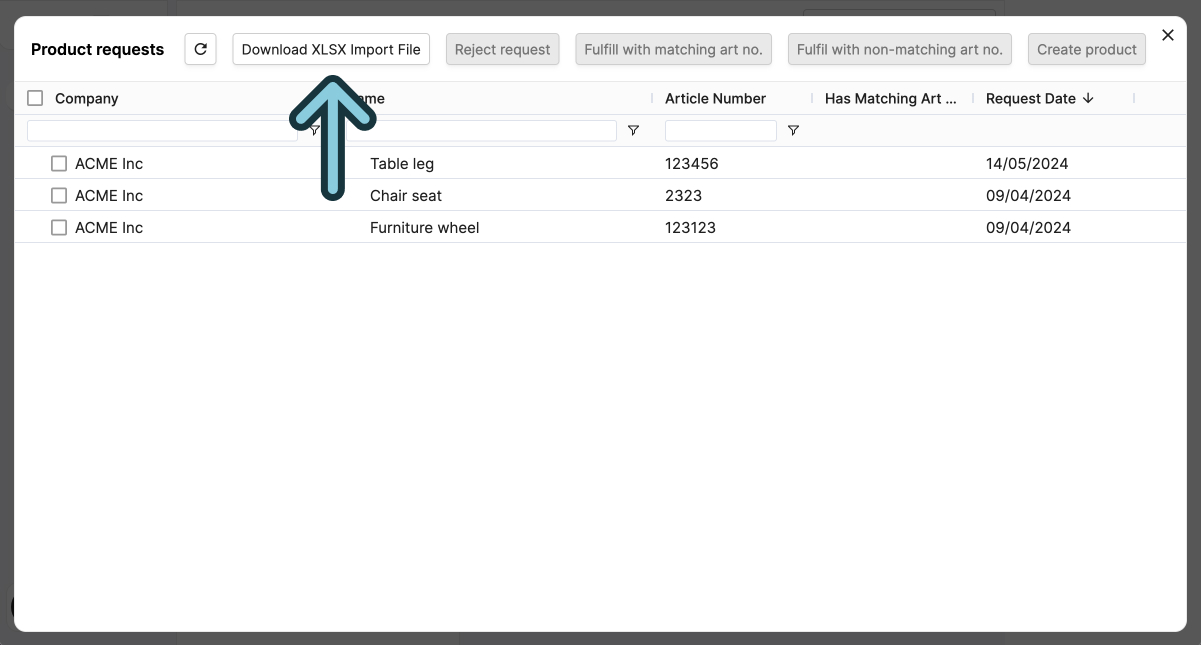 Product requests Download XLSX Import File Reject request Fulfill with matching art no. Fulfil with non-matching art no. Create product
Company Article Number Has Matching Art ... Request Date
ACME Inc Table leg 123456 14/05/2024
ACME Inc Chair seat 2323 09/04/2024
ACME Inc Furniture wheel 123123 09/04/2024